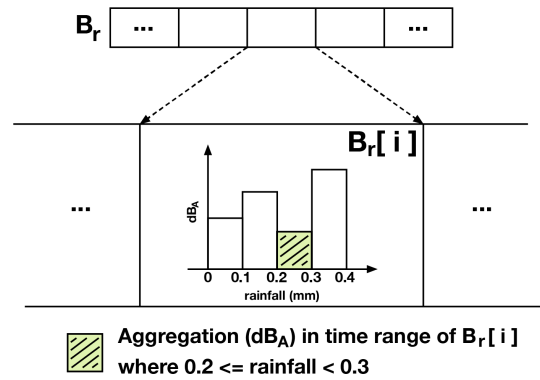 Br
... ...
Br[ i ]
... ...
dBA
0 0.1 0.2 0.3 0.4
rainfall (mm)
Aggregation (dBA) in time range of Br[ i ]
where 0.2 <= rainfall < 0.3